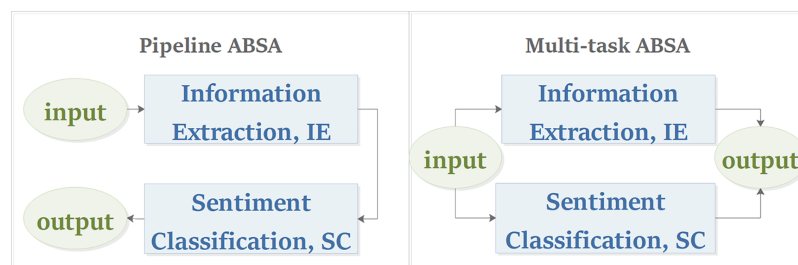 Pipeline ABSA
input
Information
Extraction, IE
output
Sentiment
Classification, SC
Multi-task ABSA
input
Information
Extraction, IE
Sentiment
Classification, SC
output